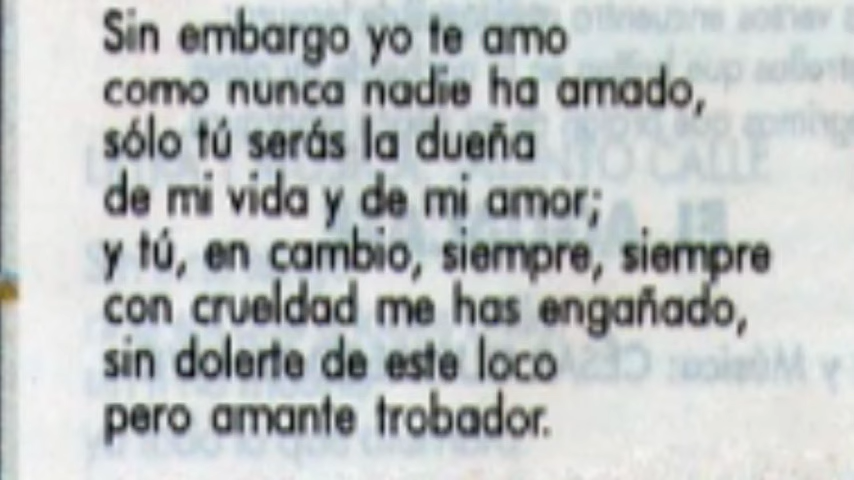 Sin embargo yo te amo
como nunca nadie ha amado,
sólo tú serás la dueña
de mi vida y de mi amor;
y tú, en cambio, siempre, siempre
con crueldad me has engañado,
sin dolerte de este loco
pero amante trobador.